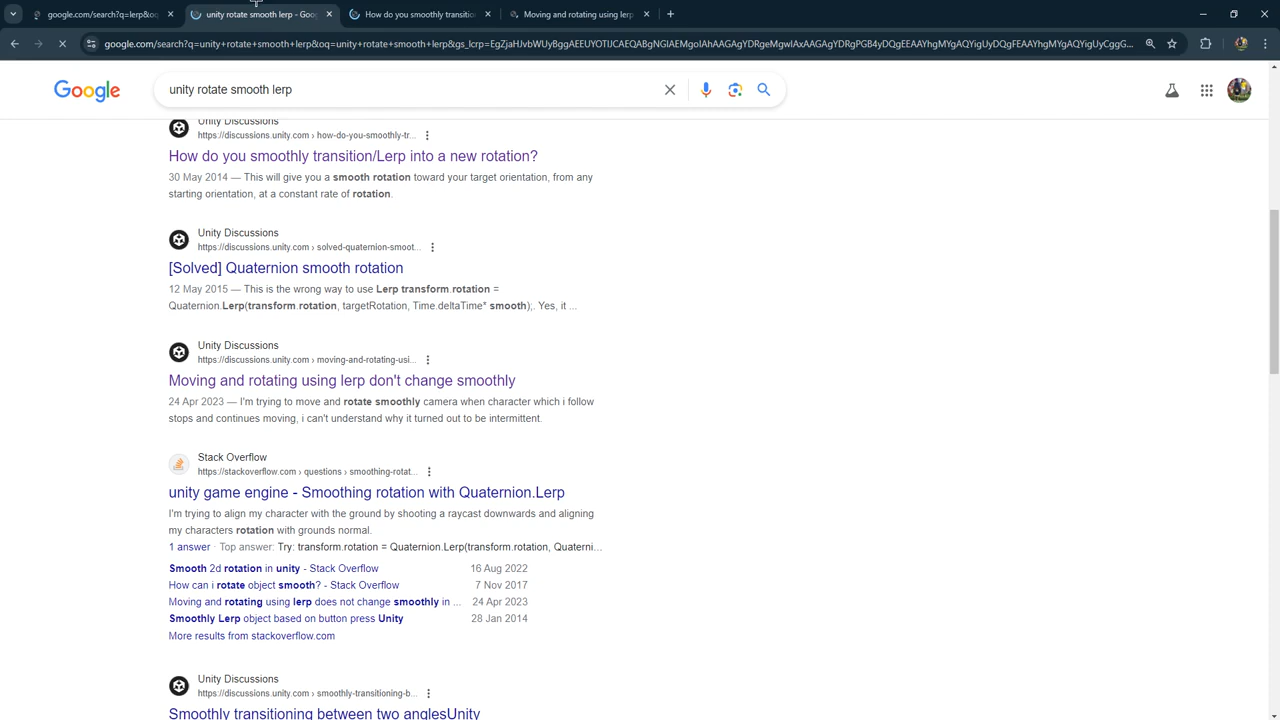 google.com/search?q=lerp&oq
unity rotate smooth lerp - Goo
How do you smoothly transition
Moving and rotating using lerp
google.com/search?q=unity+rotate+smooth+lerp&oq=unity+rotate+smooth+lerp&gs_lcrp=EgZjaHJvbWUyBggAEEUYOTIJCAEQABgNGIAEMgoIAhAAGAgYDRgeMgwIAxAAGAgYDRgPGB4yDQgEEAAYhgMYgAQYigUyDQgFEAAYhgMYgAQYigUyCggG...
Google
unity rotate smooth lerp
Unity Discussions
https://discussions.unity.com › how-do-you-smoothly-tr...
How do you smoothly transition/Lerp into a new rotation?
30 May 2014 — This will give you a smooth rotation toward your target orientation, from any
starting orientation, at a constant rate of rotation.
Unity Discussions
https://discussions.unity.com › solved-quaternion-smoot...
[Solved] Quaternion smooth rotation
12 May 2015 — This is the wrong way to use Lerp transform.rotation =
Quaternion.Lerp(transform.rotation, targetRotation, Time.deltaTime* smooth);. Yes, it ...
Unity Discussions
https://discussions.unity.com › moving-and-rotating-usi...
Moving and rotating using lerp don't change smoothly
24 Apr 2023 — I'm trying to move and rotate smoothly camera when character which i follow
stops and continues moving, i can't understand why it turned out to be intermittent.
Stack Overflow
https://stackoverflow.com › questions › smoothing-rotat...
unity game engine - Smoothing rotation with Quaternion.Lerp
I'm trying to align my character with the ground by shooting a raycast downwards and aligning
my characters rotation with grounds normal.
1 answer · Top answer: Try: transform.rotation = Quaternion.Lerp(transform.rotation, Quaterni...
Smooth 2d rotation in unity - Stack Overflow 16 Aug 2022
How can i rotate object smooth? - Stack Overflow 7 Nov 2017
Moving and rotating using lerp does not change smoothly in ... 24 Apr 2023
Smoothly Lerp object based on button press Unity 28 Jan 2014
More results from stackoverflow.com
Unity Discussions
https://discussions.unity.com › smoothly-transitioning-b...
Smoothly transitioning between two anglesUnity